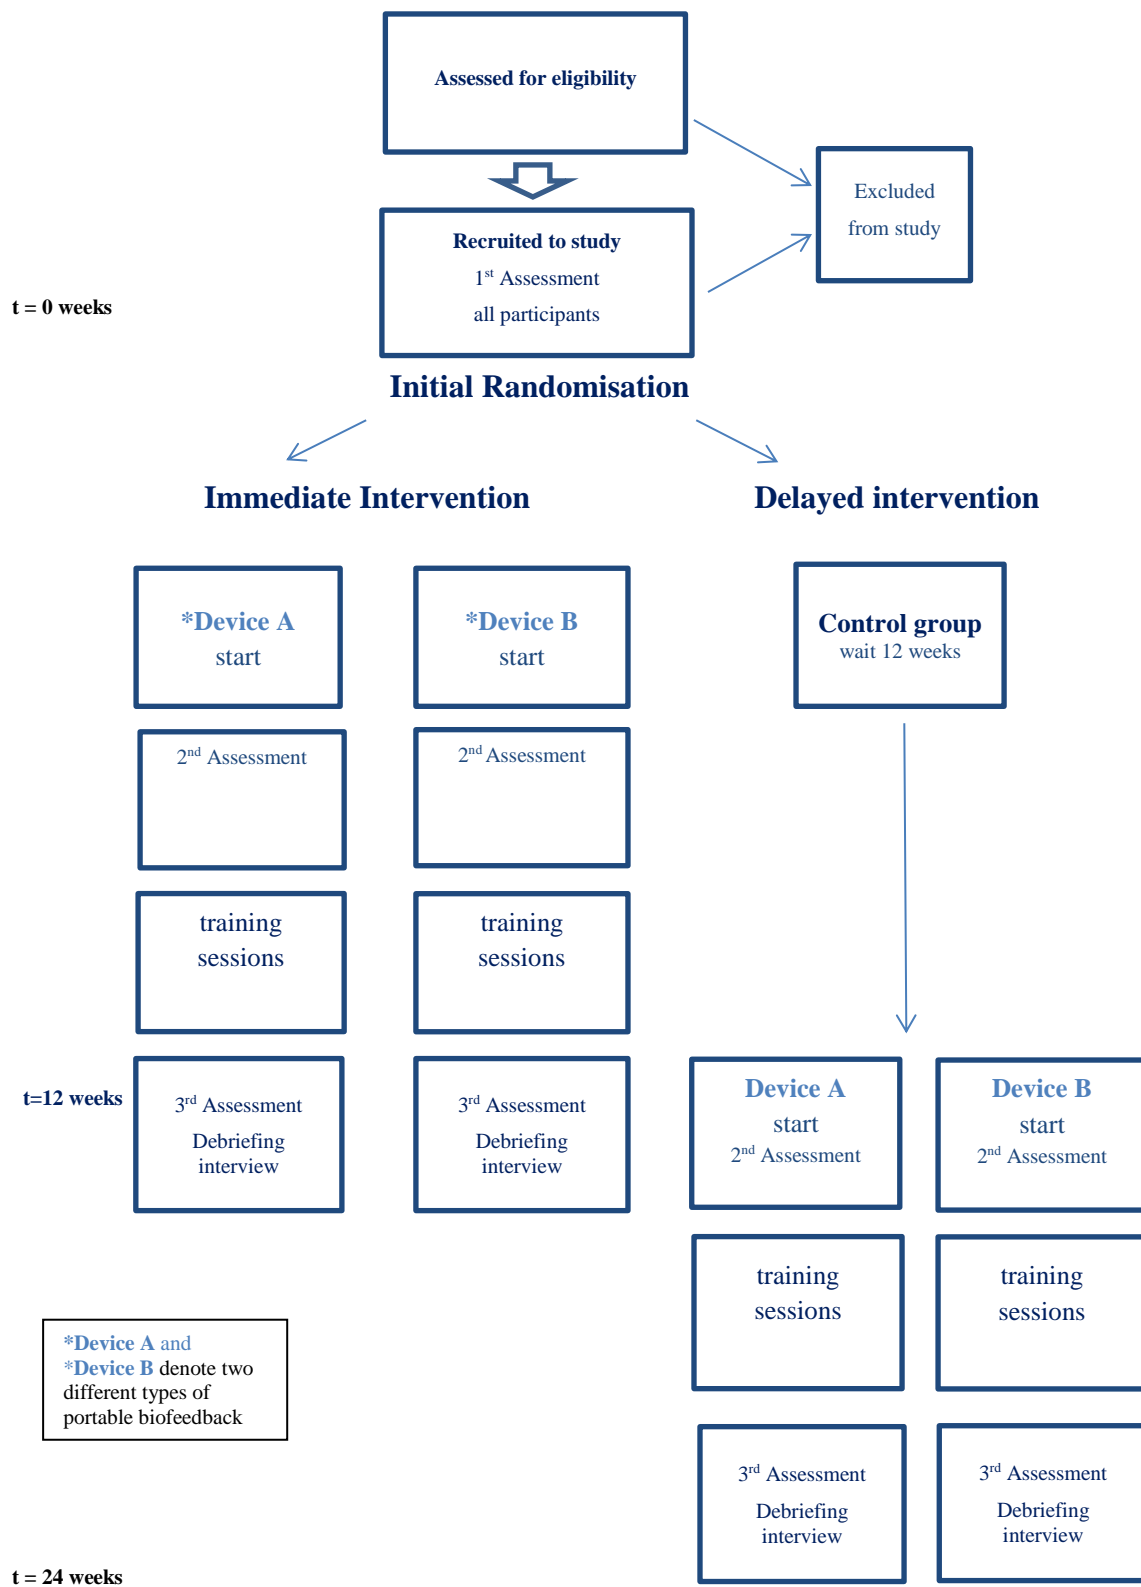 Assessed for eligibility
Excluded
from study
Recruited to study
1st Assessment
all participants
t = 0 weeks
Initial Randomisation
Immediate Intervention
Delayed intervention
*Device A
start
*Device B
start
Control group
wait 12 weeks
2nd Assessment
2nd Assessment
training
sessions
training
sessions
t=12 weeks
3rd Assessment
Debriefing
interview
3rd Assessment
Debriefing
interview
Device A
start
2nd Assessment
Device B
start
2nd Assessment
training
sessions
training
sessions
*Device A and
*Device B denote two
different types of
portable biofeedback
3rd Assessment
Debriefing
interview
3rd Assessment
Debriefing
interview
t = 24 weeks